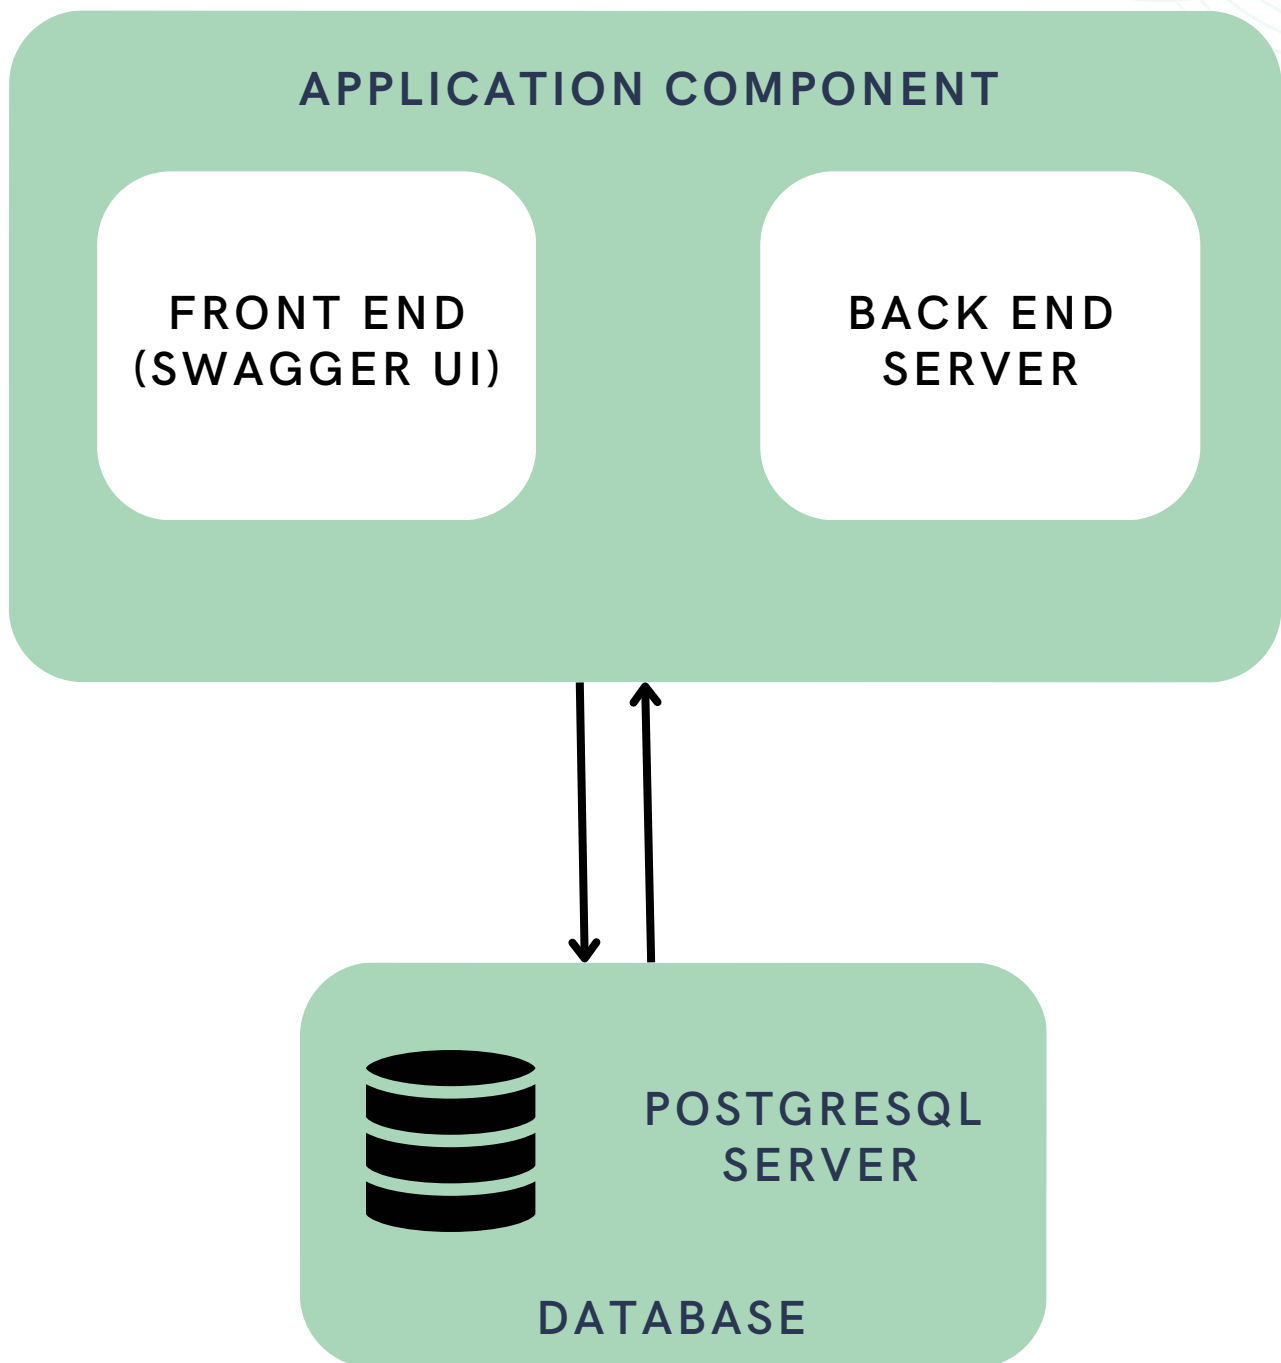 APPLICATION COMPONENT
FRONT END
(SWAGGER UI)
BACK END
SERVER
POSTGRESQL
SERVER
DATABASE